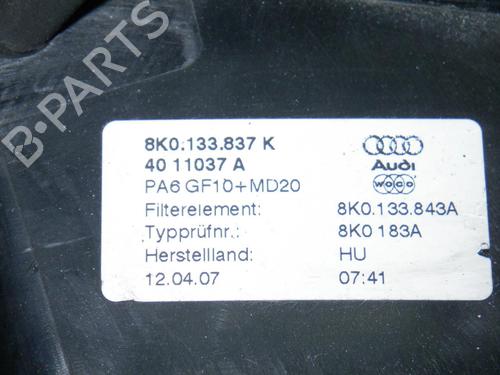 B-PARTS
8K0.133.837 K
40 11037 A
Audi
PA6 GF10+MD20
woco
Filterelement: 8K0.133.843A
Typprüfnr.: 8K0 183A
Herstellland: HU
12.04.07 07:41